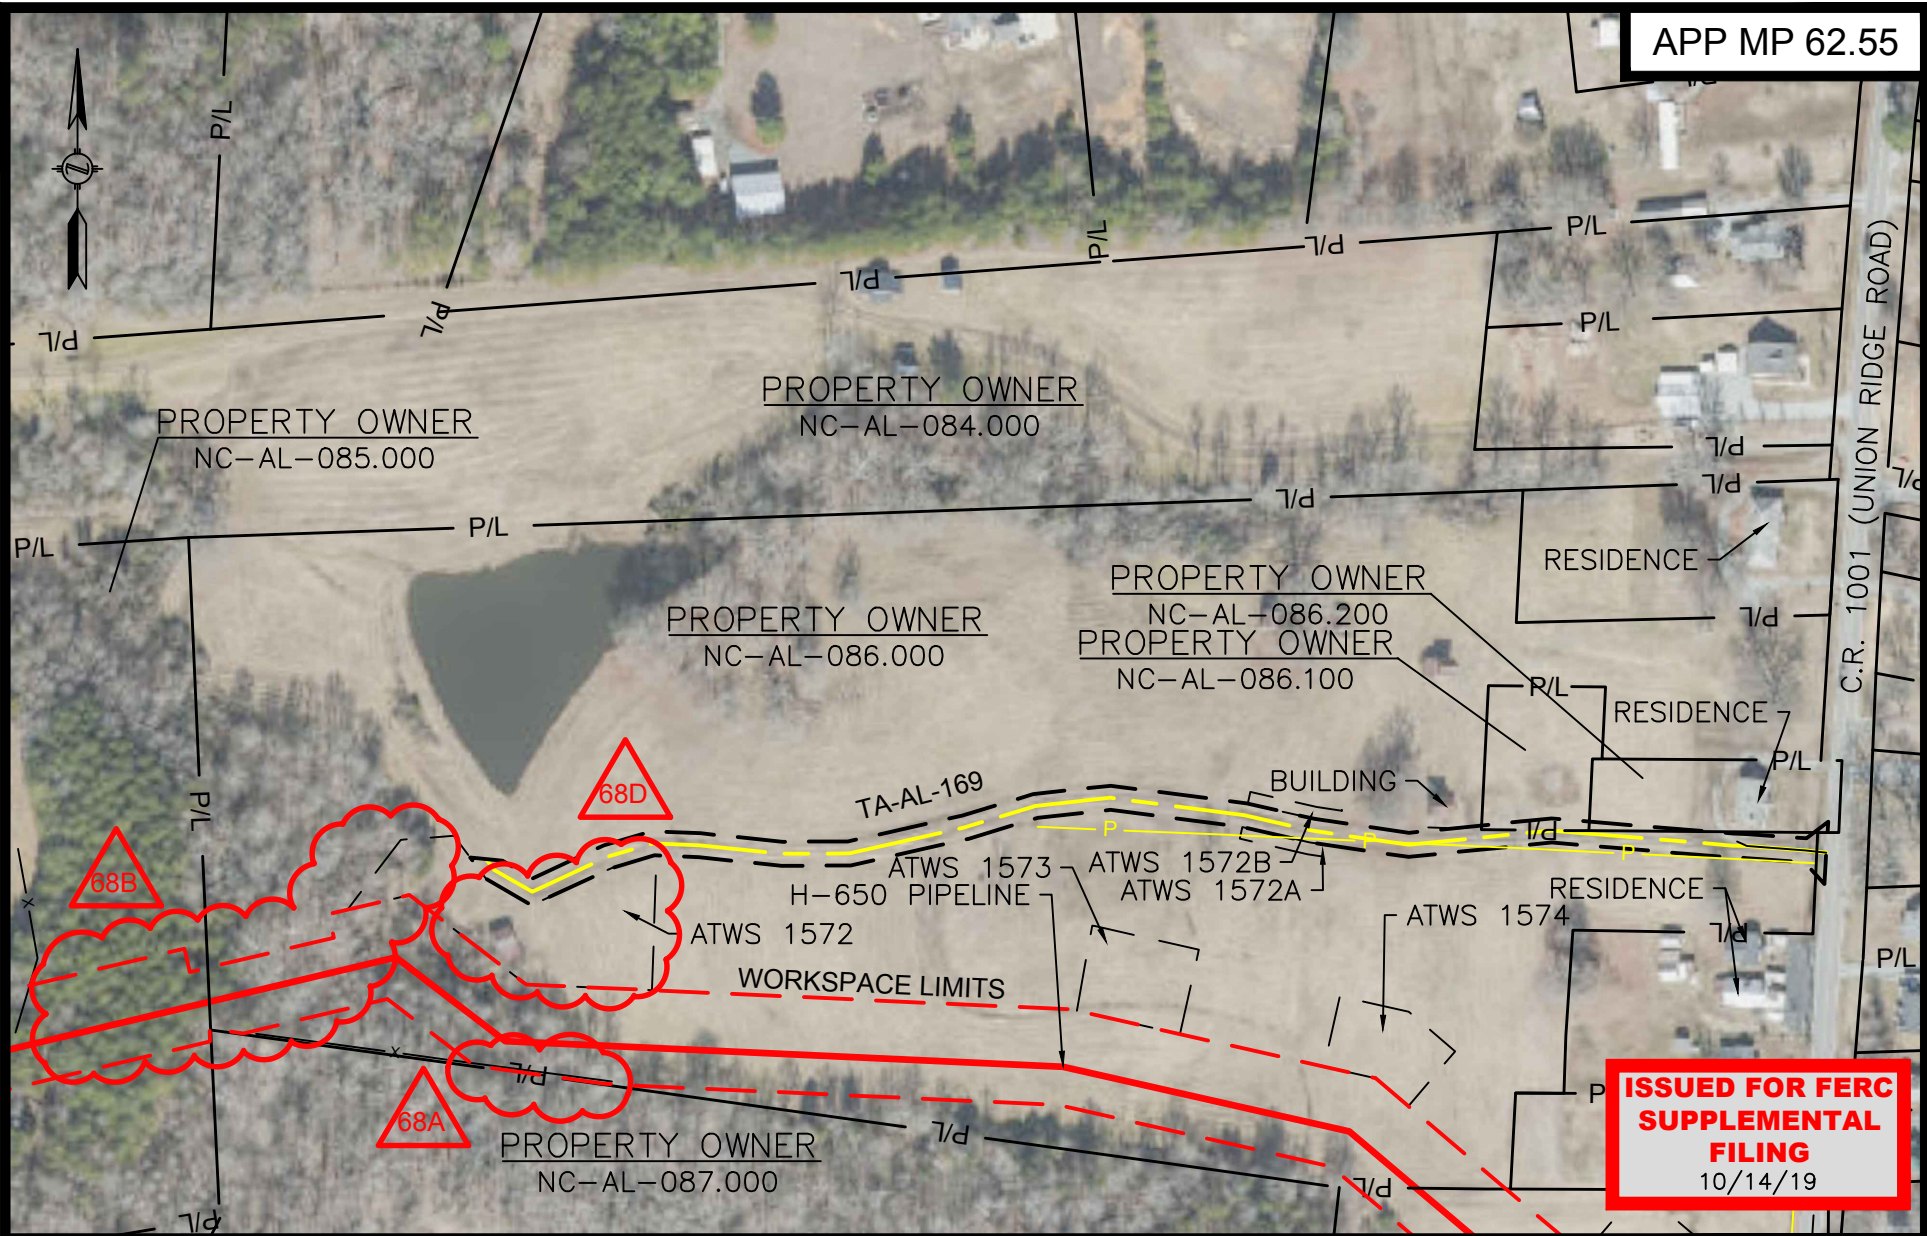 APP MP 62.55
P/L
P/L
P/L
P/L
P/L
P/L
P/L
P/L
P/L
P/L
PROPERTY OWNER
NC-AL-084.000
PROPERTY OWNER
NC-AL-085.000
C.R. 1001 (UNION RIDGE ROAD)
P/L
P/L
P/L
P/L
P/L
P/L
RESIDENCE
PROPERTY OWNER
NC-AL-086.200
PROPERTY OWNER
NC-AL-086.000
PROPERTY OWNER
NC-AL-086.100
P/L
P/L
RESIDENCE
P/L
BUILDING
TA-AL-169
68D
P/L
P
P
P
P/L
68B
ATWS 1573
ATWS 1572B
H-650 PIPELINE
ATWS 1572A
RESIDENCE
ATWS 1574
ATWS 1572
P/L
P/L
WORKSPACE LIMITS
X
X
P/L
P
68A
P/L
PROPERTY OWNER
NC-AL-087.000
P/L
P/L
ISSUED FOR FERC
SUPPLEMENTAL
FILING
10/14/19